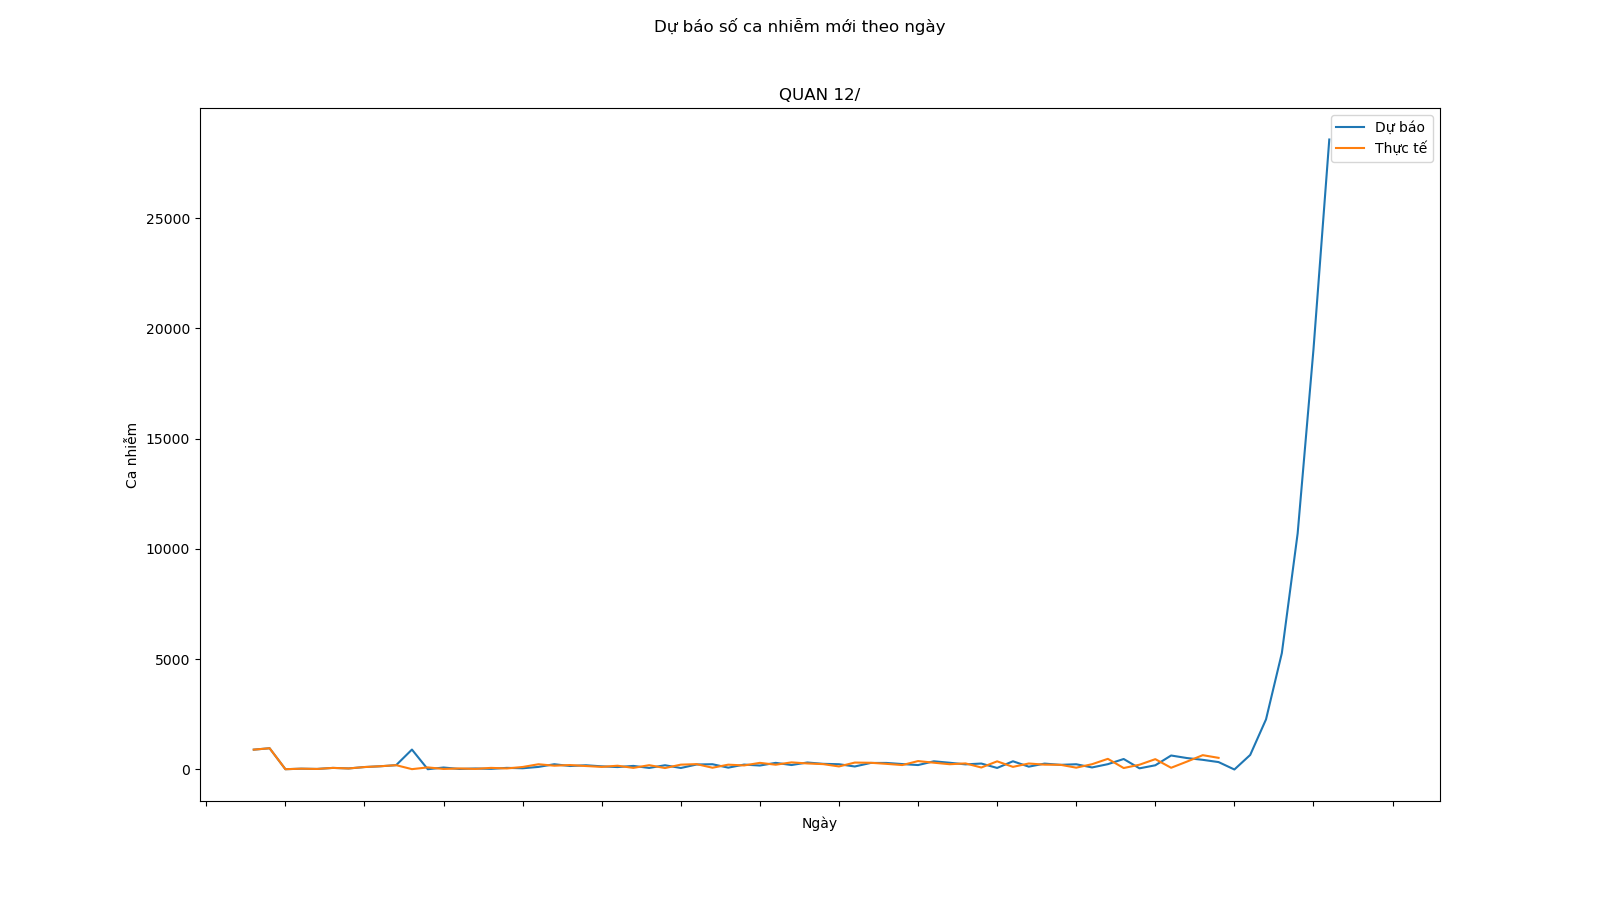 Dự báo số ca nhiễm mới theo ngày
QUAN 12/
Dự báo
Thực tế
25000
20000
15000
10000
5000
0
Ca nhiễm
Ngày